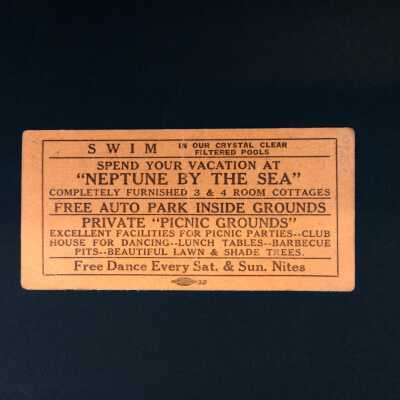 SWIM IN OUR CRYSTAL CLEAR
FILTERED POOLS
SPEND YOUR VACATION AT
"NEPTUNE BY THE SEA"
COMPLETELY FURNISHED 3 & 4 ROOM COTTAGES
FREE AUTO PARK INSIDE GROUNDS
PRIVATE "PICNIC GROUNDS"
EXCELLENT FACILITIES FOR PICNIC PARTIES--CLUB
HOUSE FOR DANCING--LUNCH TABLES--BARBECUE
PITS--BEAUTIFUL LAWN & SHADE TREES.
Free Dance Every Sat. & Sun. Nites